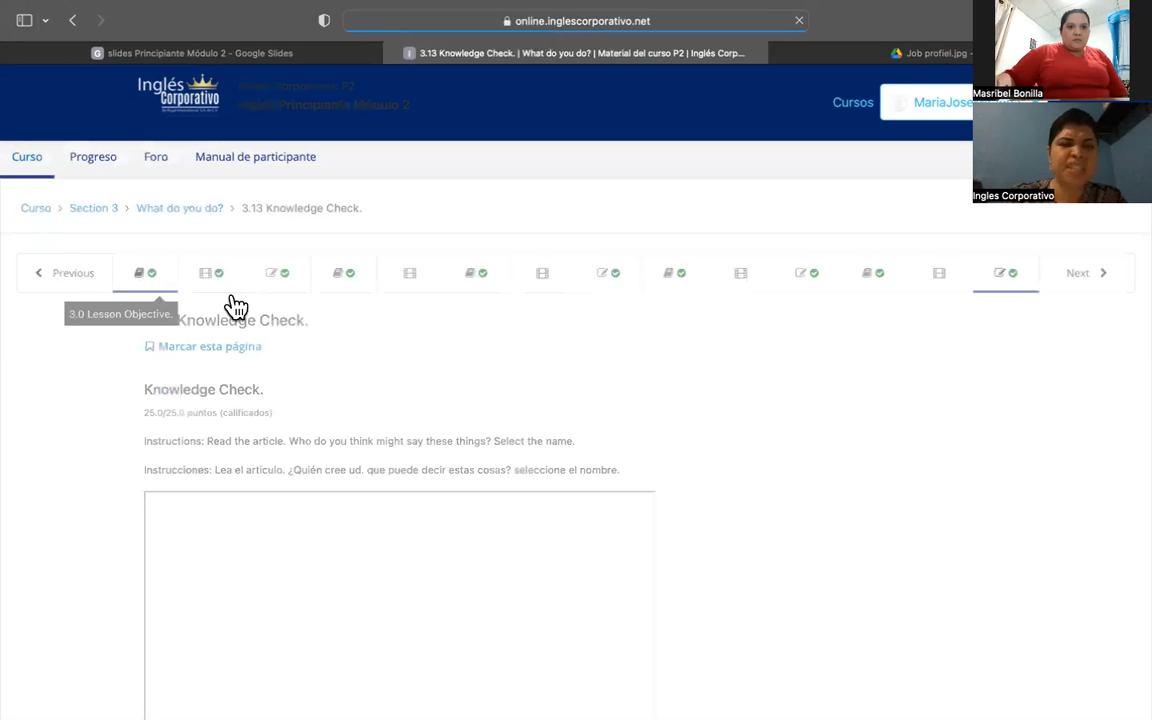 online.inglescorporativo.net
slides Principiante Módulo 2 - Google Slides
3.13 Knowledge Check. | What do you do? | Material del curso P2 | Inglés Corp...
Job profiel.jpg -
Inglés
Corporativo
Cursos
MariaJose
Masribel Bonilla
Ingles Corporativo
Curso
Progreso
Foro
Manual de participante
Curso > Section 3 > What do you do? > 3.13 Knowledge Check.
Previous
Next
3.0 Lesson Objective.
Knowledge Check.
Marcar esta página
Knowledge Check.
25.0/25.0 puntos (calificados)
Instructions: Read the article. Who do you think might say these things? Select the name.
Instrucciones: Lea el articulo. ¿Quién cree ud. que puede decir estas cosas? seleccione el nombre.